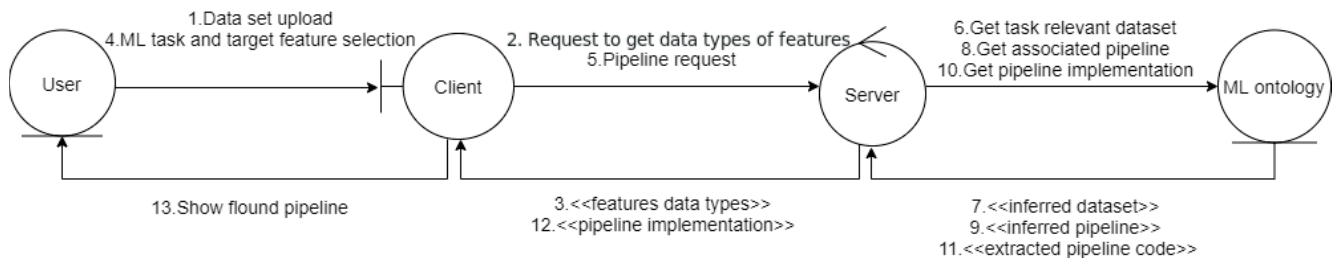 1.Data set upload
4.ML task and target feature selection
2. Request to get data types of features
5.Pipeline request
6.Get task relevant dataset
8.Get associated pipeline
10.Get pipeline implementation
User
Client
Server
ML ontology
13.Show flound pipeline
3.<<features data types>>
12.<<pipeline implementation>>
7.<<inferred dataset>>
9.<<inferred pipeline>>
11.<<extracted pipeline code>>